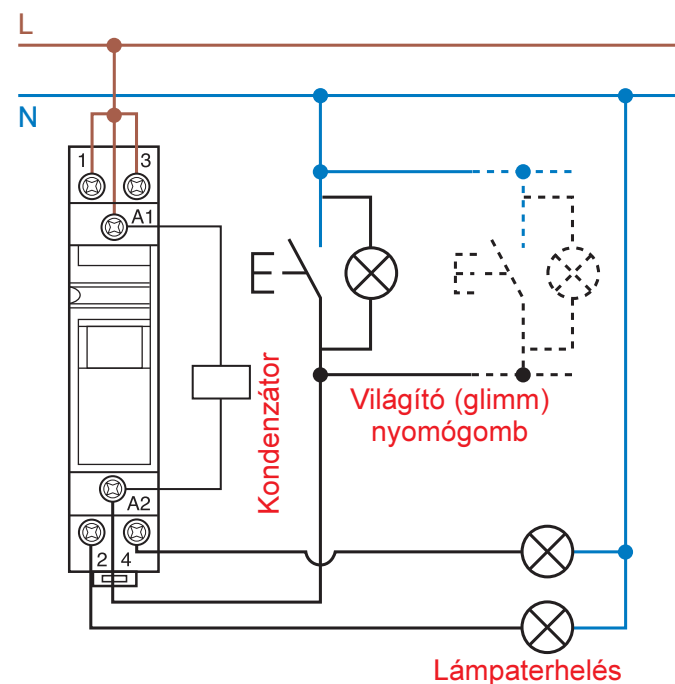 L
N
1
3
A1
Kondenzátor
Világító (glimm)
nyomógomb
A2
2
4
Lámpaterhelés